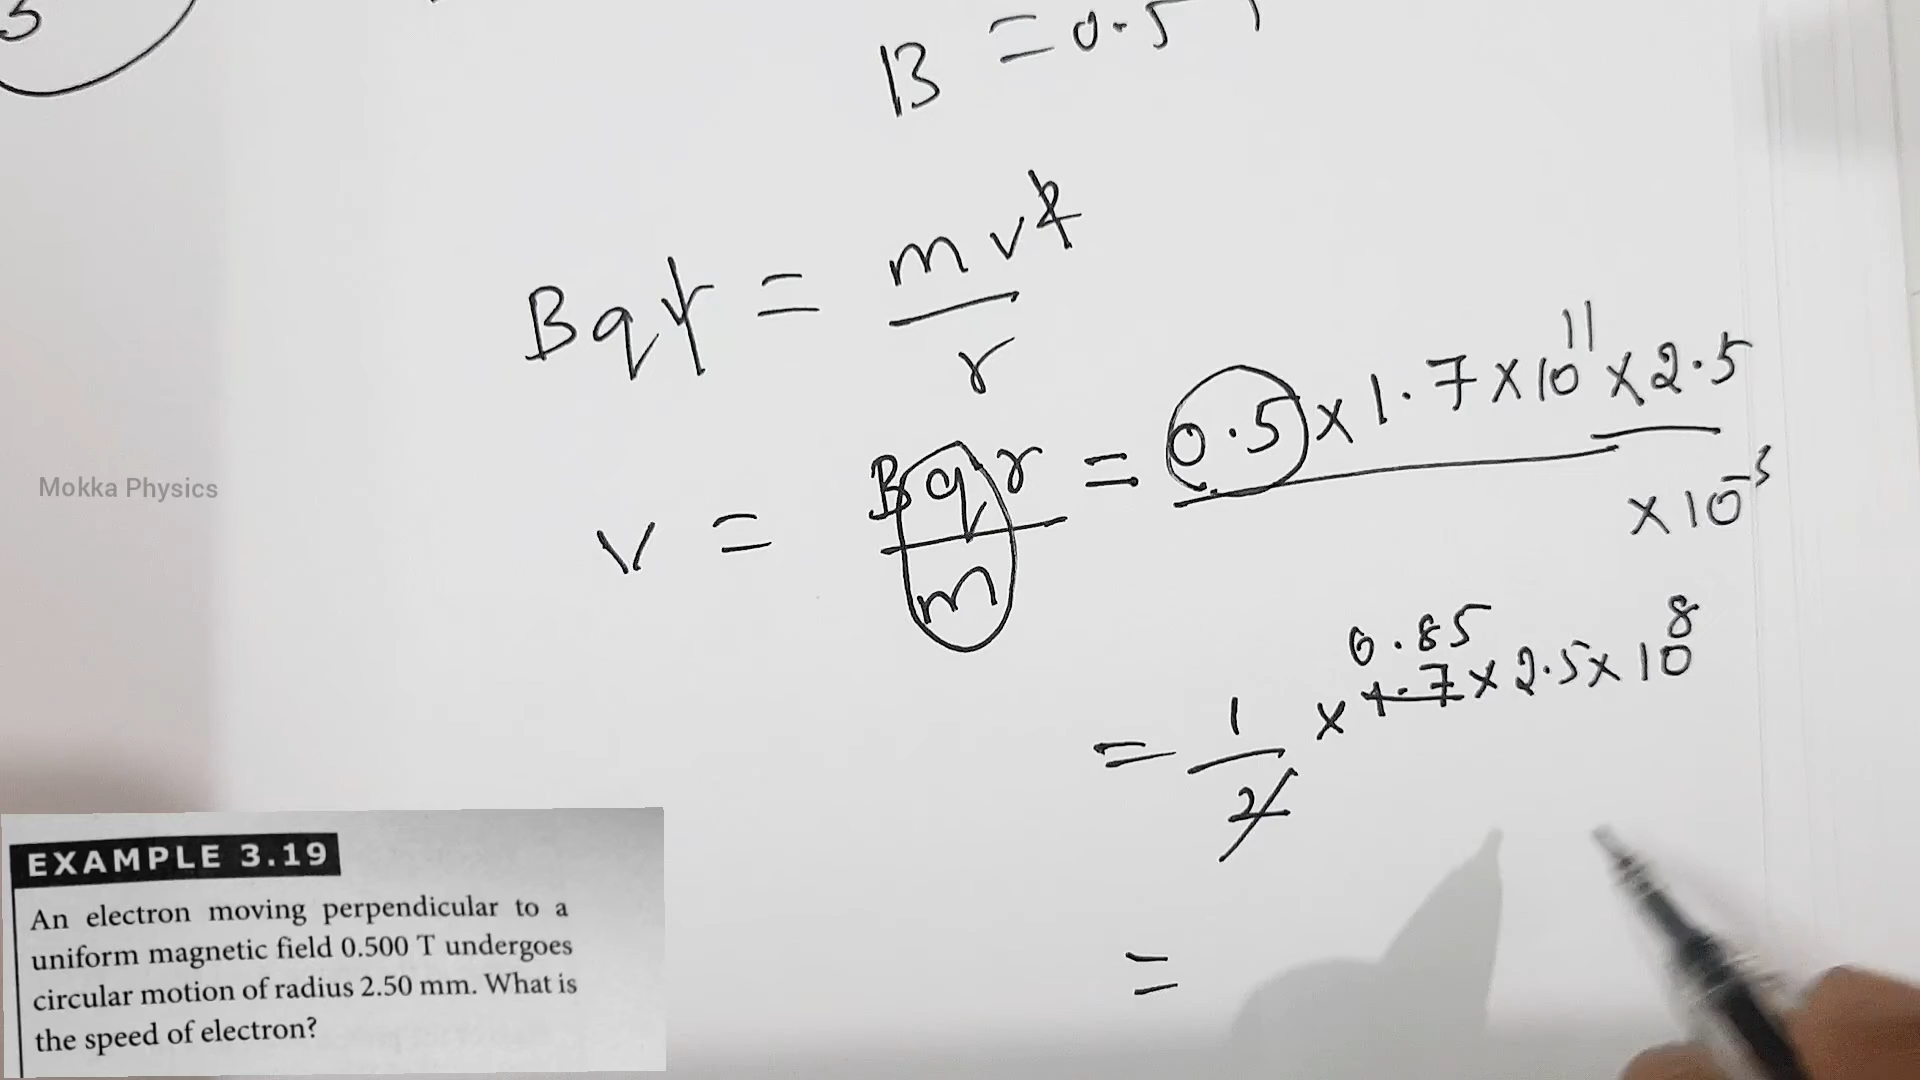 B = 0.5
Bqv = mv²
r
v = Bqr = 0.5 × 1.7 × 10¹¹ × 2.5
m
× 10⁻³
0.85
= 1 × 1.7 × 2.5 × 10⁸
2
=
Mokka Physics
EXAMPLE 3.19
An electron moving perpendicular to a
uniform magnetic field 0.500 T undergoes
circular motion of radius 2.50 mm. What is
the speed of electron?